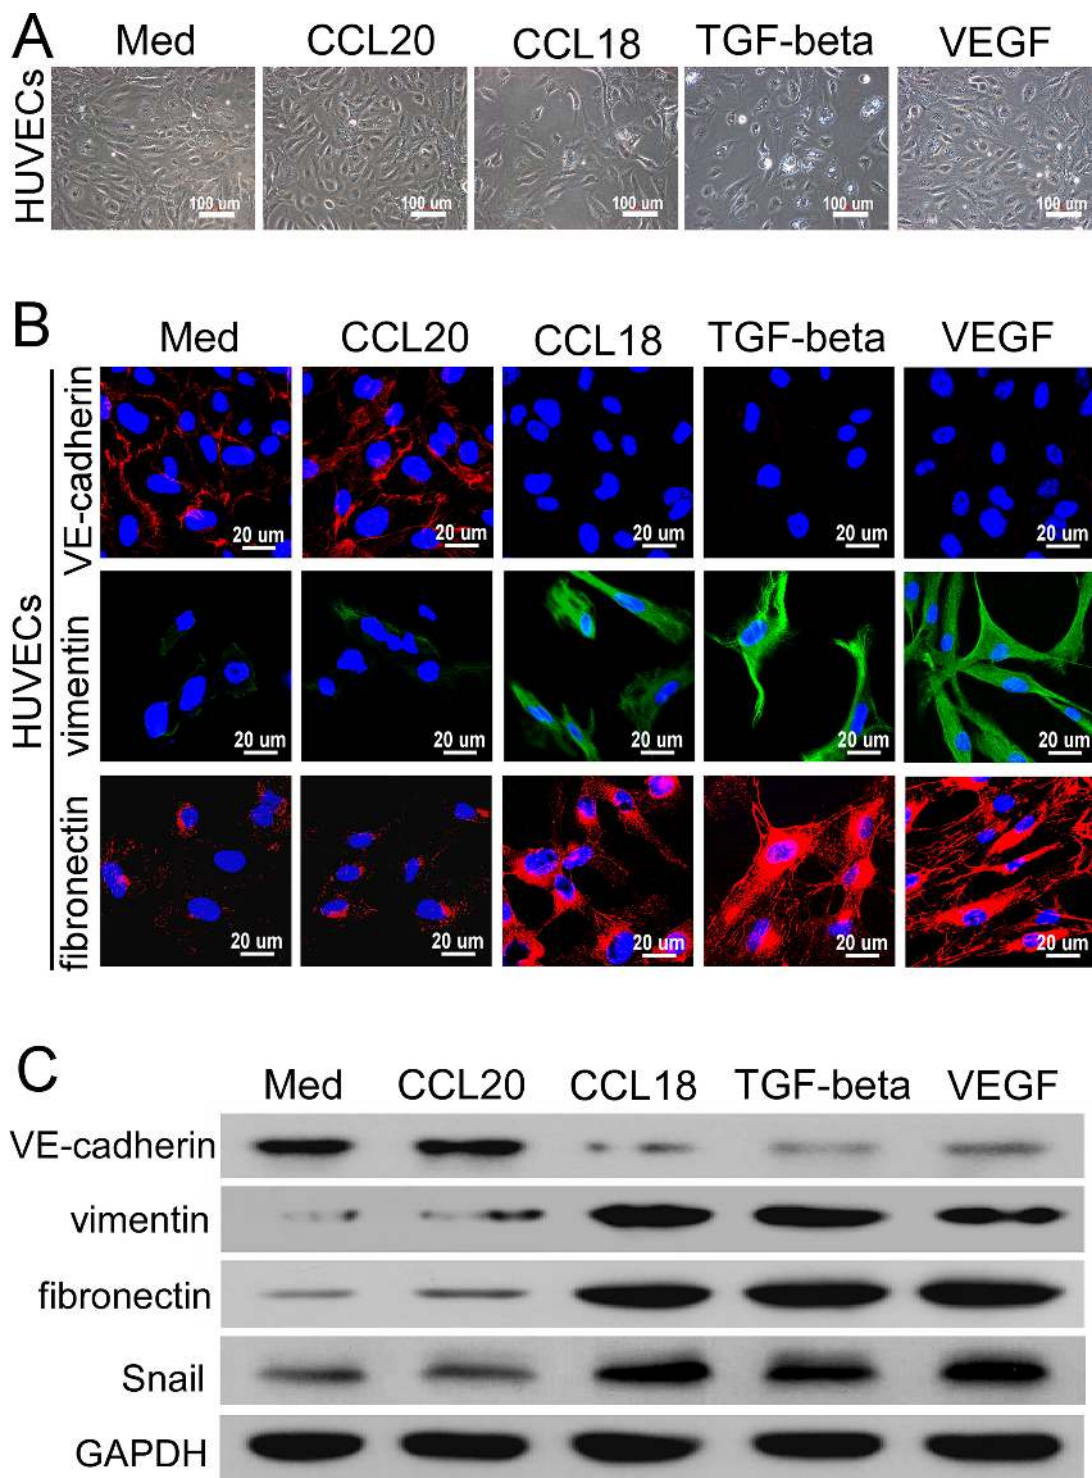 A
Med CCL20 CCL18 TGF-beta VEGF
HUVECs
100 um 100 um 100 um 100 um 100 um
B
Med CCL20 CCL18 TGF-beta VEGF
HUVECs
VE-cadherin
20 um 20 um 20 um 20 um 20 um
vimentin
20 um 20 um 20 um 20 um 20 um
fibronectin
20 um 20 um 20 um 20 um 20 um
C
Med CCL20 CCL18 TGF-beta VEGF
VE-cadherin
vimentin
fibronectin
Snail
GAPDH